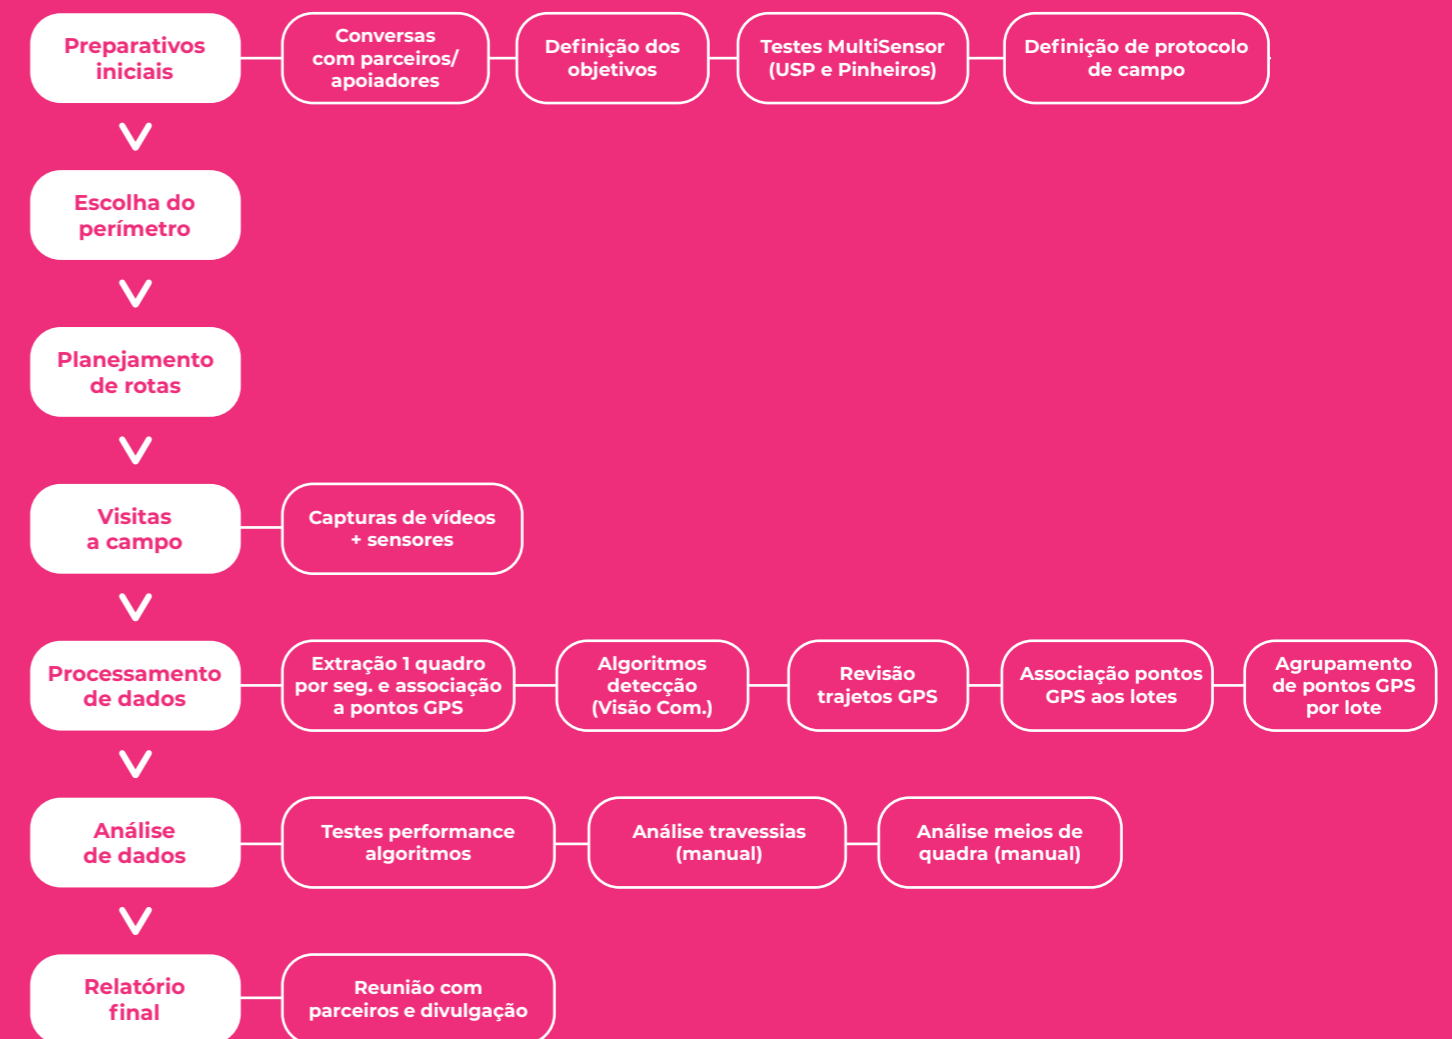 Preparativos
iniciais
Conversas
com parceiros/
apoiadores
Definição dos
objetivos
Testes MultiSensor
(USP e Pinheiros)
Definição de protocolo
de campo
Escolha do
perímetro
Planejamento
de rotas
Visitas
a campo
Capturas de vídeos
+ sensores
Processamento
de dados
Extração 1 quadro
por seg. e associação
a pontos GPS
Algoritmos
detecção
(Visão Com.)
Revisão
trajetos GPS
Associação pontos
GPS aos lotes
Agrupamento
de pontos GPS
por lote
Análise
de dados
Testes performance
algoritmos
Análise travessias
(manual)
Análise meios de
quadra (manual)
Relatório
final
Reunião com
parceiros e divulgação